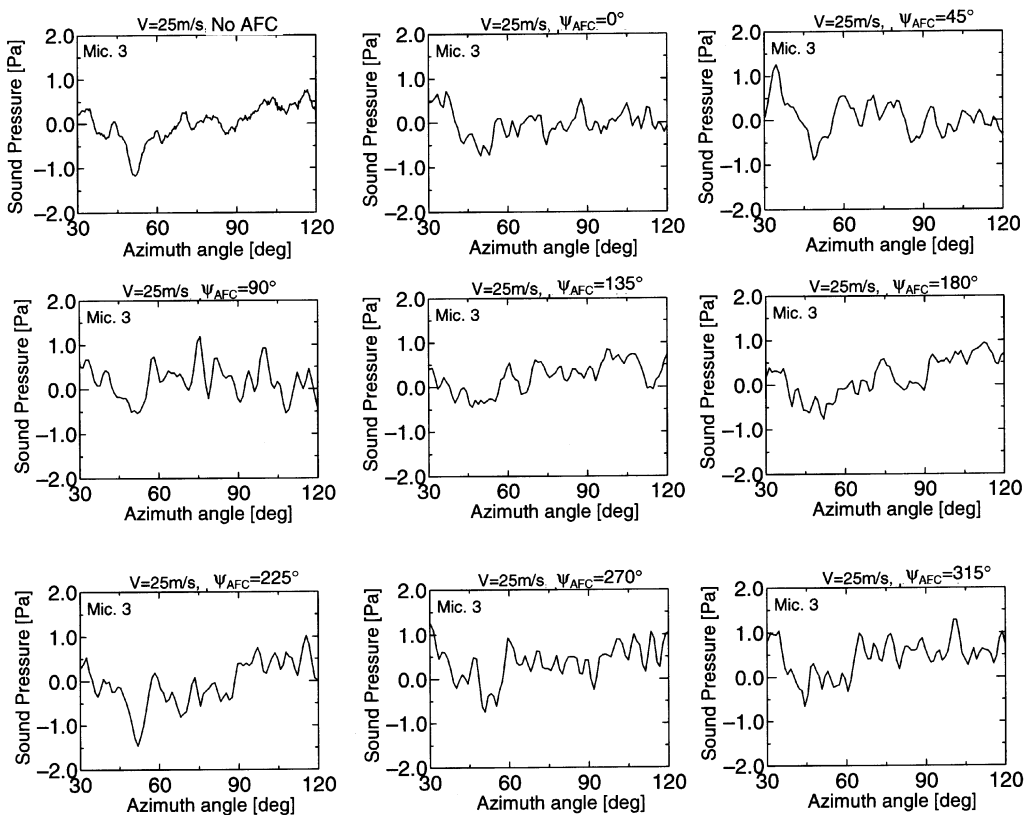 V=25m/s, No AFC
Mic. 3
Sound Pressure [Pa]
2.0
1.0
0.0
−1.0
−2.0
30 60 90 120
Azimuth angle [deg]
V=25m/s, ΨAFC=0°
Mic. 3
Sound Pressure [Pa]
2.0
1.0
0.0
−1.0
−2.0
30 60 90 120
Azimuth angle [deg]
V=25m/s, ΨAFC=45°
Mic. 3
Sound Pressure [Pa]
2.0
1.0
0.0
−1.0
−2.0
30 60 90 120
Azimuth angle [deg]
V=25m/s ΨAFC=90°
Mic. 3
Sound Pressure [Pa]
2.0
1.0
0.0
−1.0
−2.0
30 60 90 120
Azimuth angle [deg]
V=25m/s, ΨAFC=135°
Mic. 3
Sound Pressure [Pa]
2.0
1.0
0.0
−1.0
−2.0
30 60 90 120
Azimuth angle [deg]
V=25m/s, ΨAFC=180°
Mic. 3
Sound Pressure [Pa]
2.0
1.0
0.0
−1.0
−2.0
30 60 90 120
Azimuth angle [deg]
V=25m/s, ΨAFC=225°
Mic. 3
Sound Pressure [Pa]
2.0
1.0
0.0
−1.0
−2.0
30 60 90 120
Azimuth angle [deg]
V=25m/s, ΨAFC=270°
Mic. 3
Sound Pressure [Pa]
2.0
1.0
0.0
−1.0
−2.0
30 60 90 120
Azimuth angle [deg]
V=25m/s, ΨAFC=315°
Mic. 3
Sound Pressure [Pa]
2.0
1.0
0.0
−1.0
−2.0
30 60 90 120
Azimuth angle [deg]